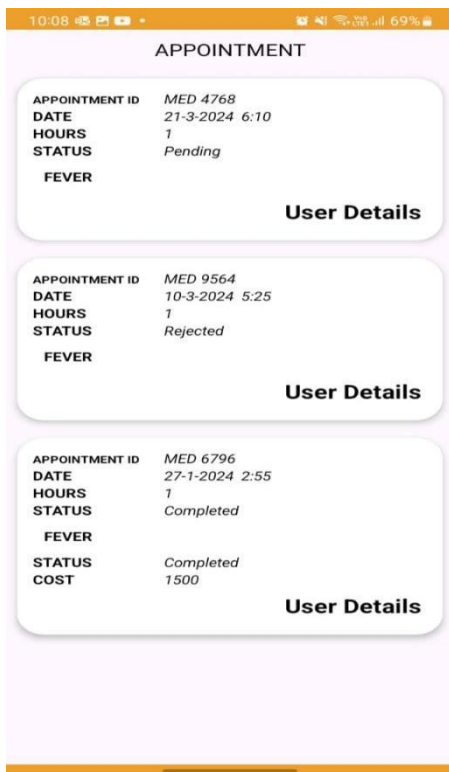 10:08 69%
APPOINTMENT
APPOINTMENT ID MED 4768
DATE 21-3-2024 6:10
HOURS 1
STATUS Pending
FEVER
User Details
APPOINTMENT ID MED 9564
DATE 10-3-2024 5:25
HOURS 1
STATUS Rejected
FEVER
User Details
APPOINTMENT ID MED 6796
DATE 27-1-2024 2:55
HOURS 1
STATUS Completed
FEVER
STATUS Completed
COST 1500
User Details